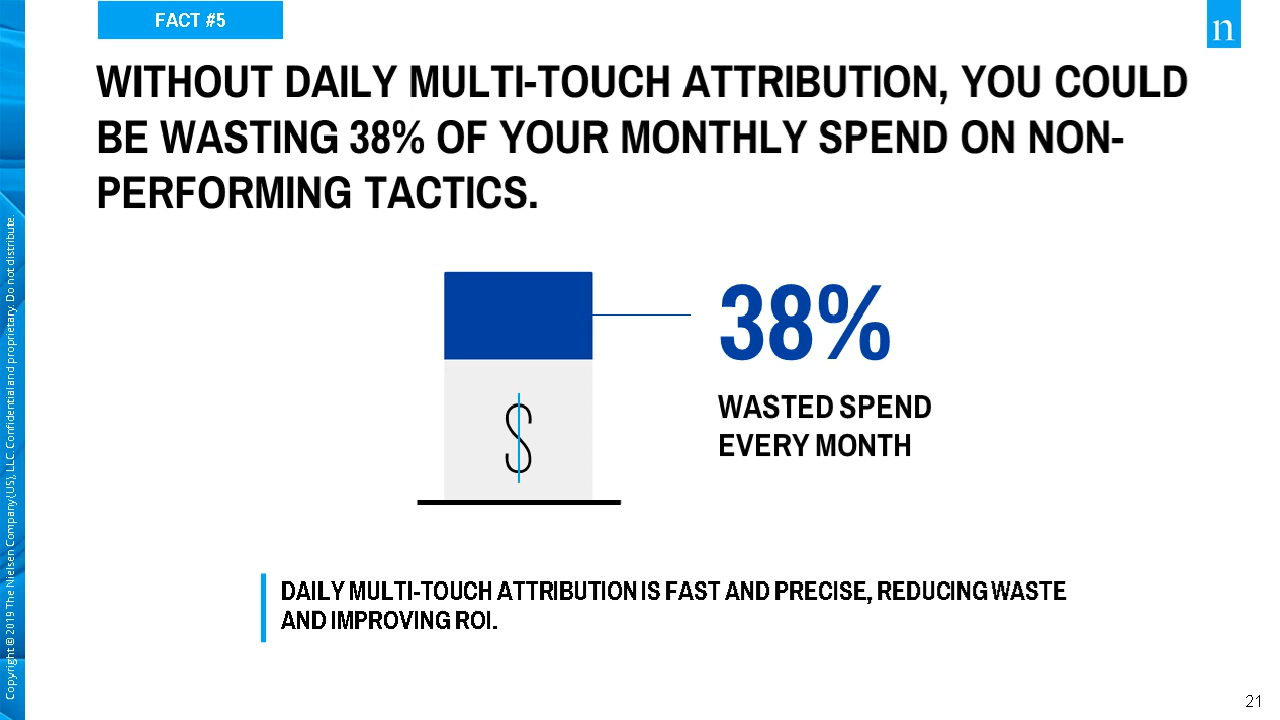 FACT #5
n
WITHOUT DAILY MULTI-TOUCH ATTRIBUTION, YOU COULD
BE WASTING 38% OF YOUR MONTHLY SPEND ON NON-
PERFORMING TACTICS.
38%
WASTED SPEND
EVERY MONTH
$
DAILY MULTI-TOUCH ATTRIBUTION IS FAST AND PRECISE, REDUCING WASTE
AND IMPROVING ROI.
Copyright © 2019 The Nielsen Company (US), LLC. Confidential and proprietary. Do not distribute.
21